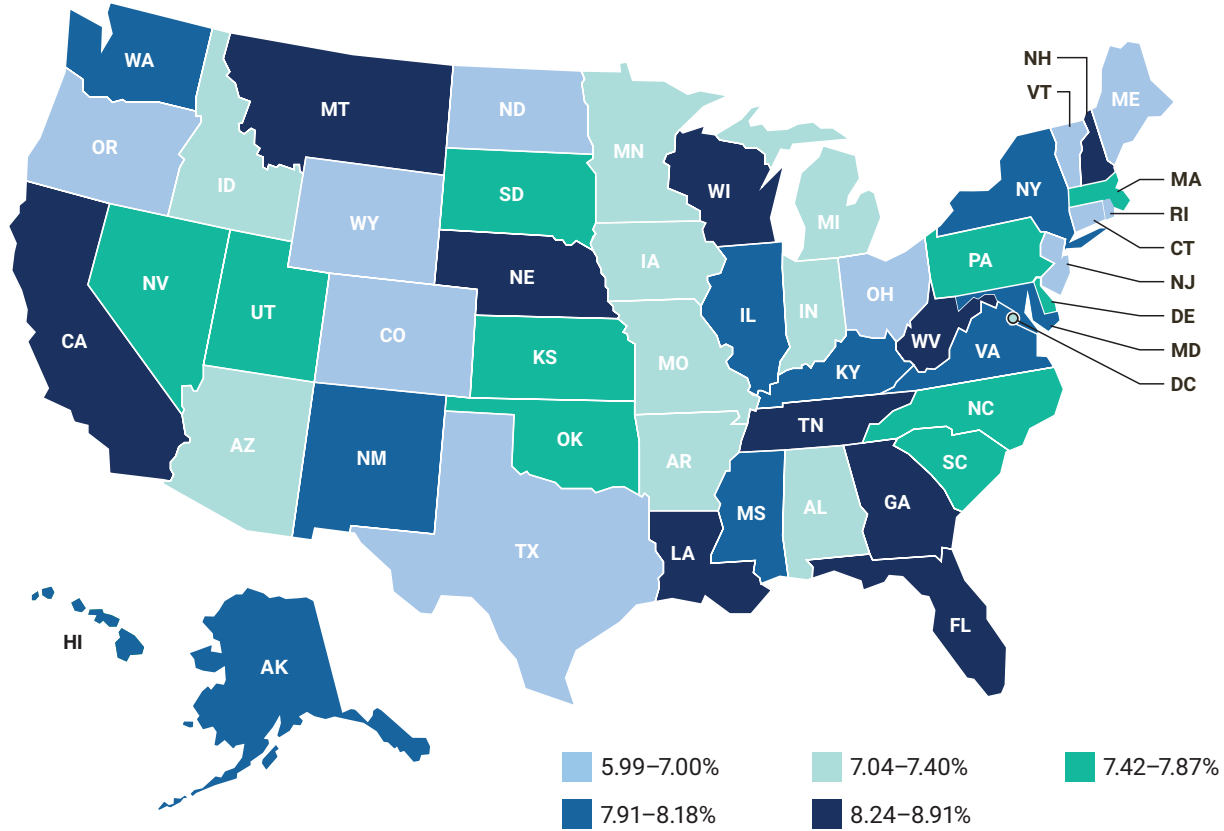 WA
MT
ND
MN
ME
NH
VT
OR
ID
SD
WI
NY
MA
WY
MI
RI
IA
PA
CT
NE
NV
UT
CO
IL
IN
OH
NJ
DE
CA
KS
MO
WV
VA
MD
KY
DC
NC
TN
AZ
NM
OK
AR
SC
MS
AL
GA
TX
LA
FL
HI
AK
5.99–7.00%
7.04–7.40%
7.42–7.87%
7.91–8.18%
8.24–8.91%